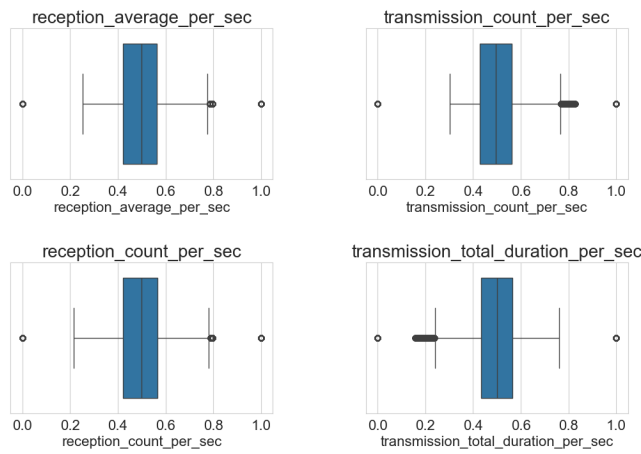 reception_average_per_sec
transmission_count_per_sec
0.0 0.2 0.4 0.6 0.8 1.0
0.0 0.2 0.4 0.6 0.8 1.0
reception_average_per_sec
transmission_count_per_sec
reception_count_per_sec
transmission_total_duration_per_sec
0.0 0.2 0.4 0.6 0.8 1.0
0.0 0.2 0.4 0.6 0.8 1.0
reception_count_per_sec
transmission_total_duration_per_sec